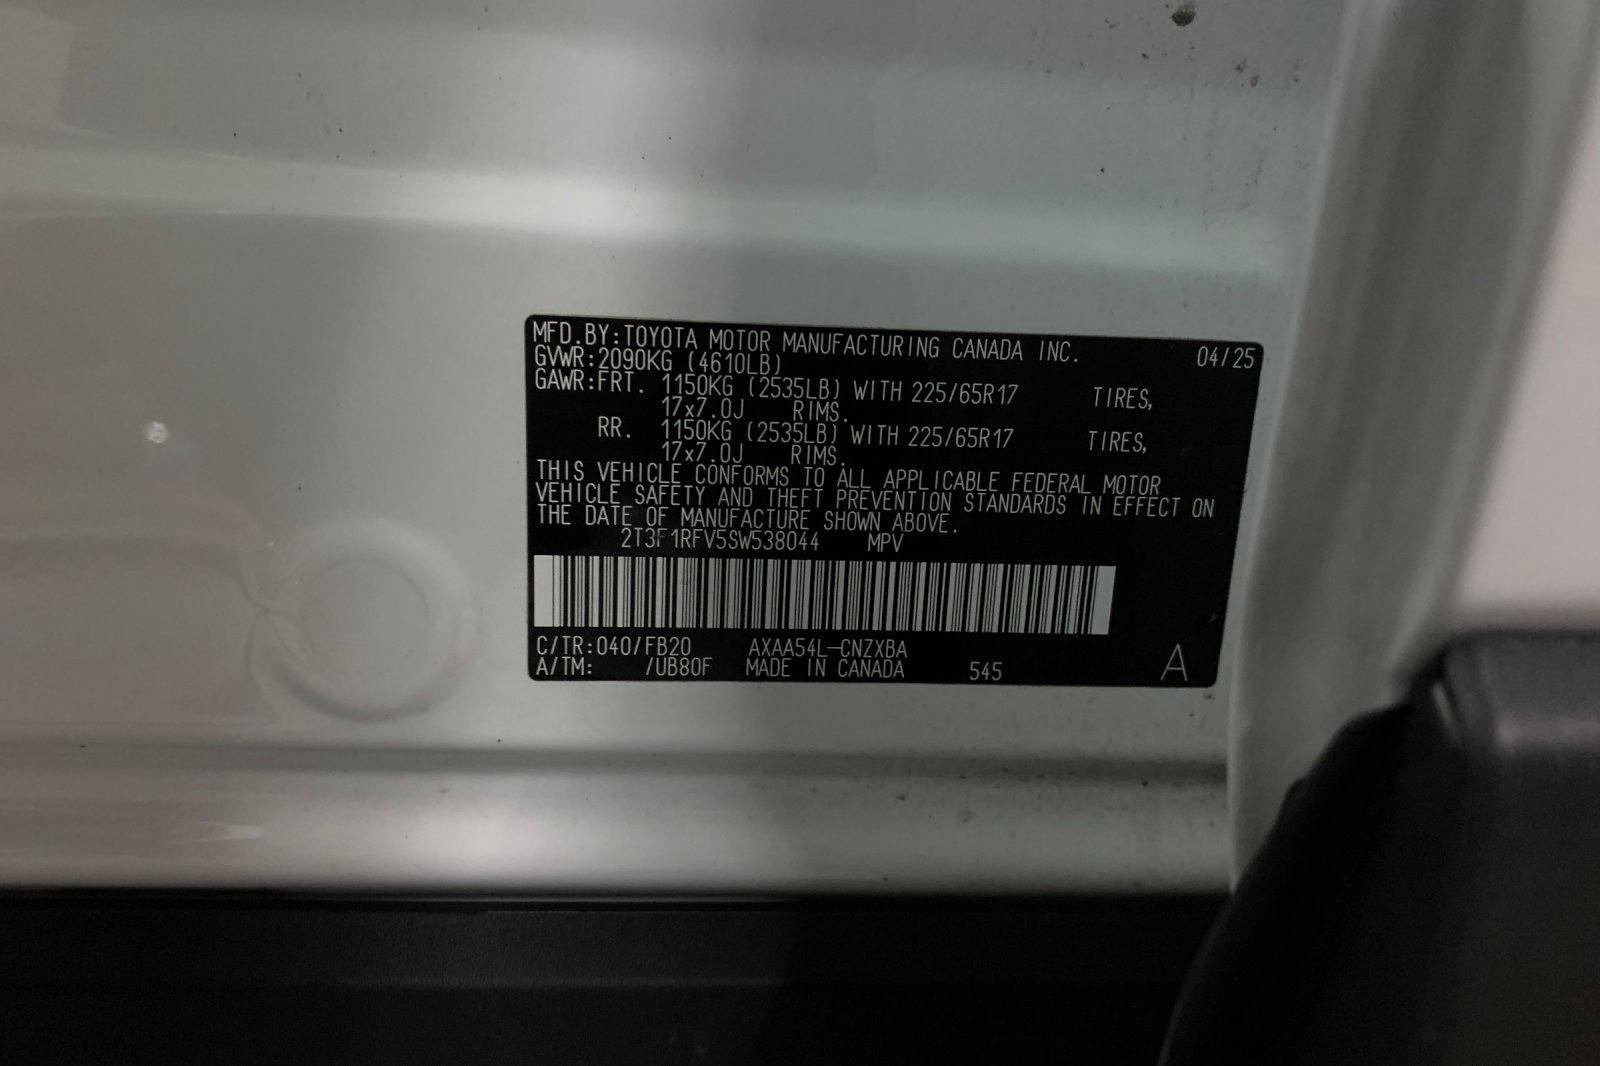 MFD.BY:TOYOTA MOTOR MANUFACTURING CANADA INC. 04/25
GVWR:2090KG (4610LB)
GAWR:FRT. 1150KG (2535LB) WITH 225/65R17 TIRES,
17x7.0J RIMS.
RR. 1150KG (2535LB) WITH 225/65R17 TIRES,
17x7.0J RIMS.
THIS VEHICLE CONFORMS TO ALL APPLICABLE FEDERAL MOTOR
VEHICLE SAFETY AND THEFT PREVENTION STANDARDS IN EFFECT ON
THE DATE OF MANUFACTURE SHOWN ABOVE.
2T3F1RFV5SW538044 MPV
C/TR:040/FB20 AXAA54L-CNZXBA
A/TM: /UB80F MADE IN CANADA 545 A